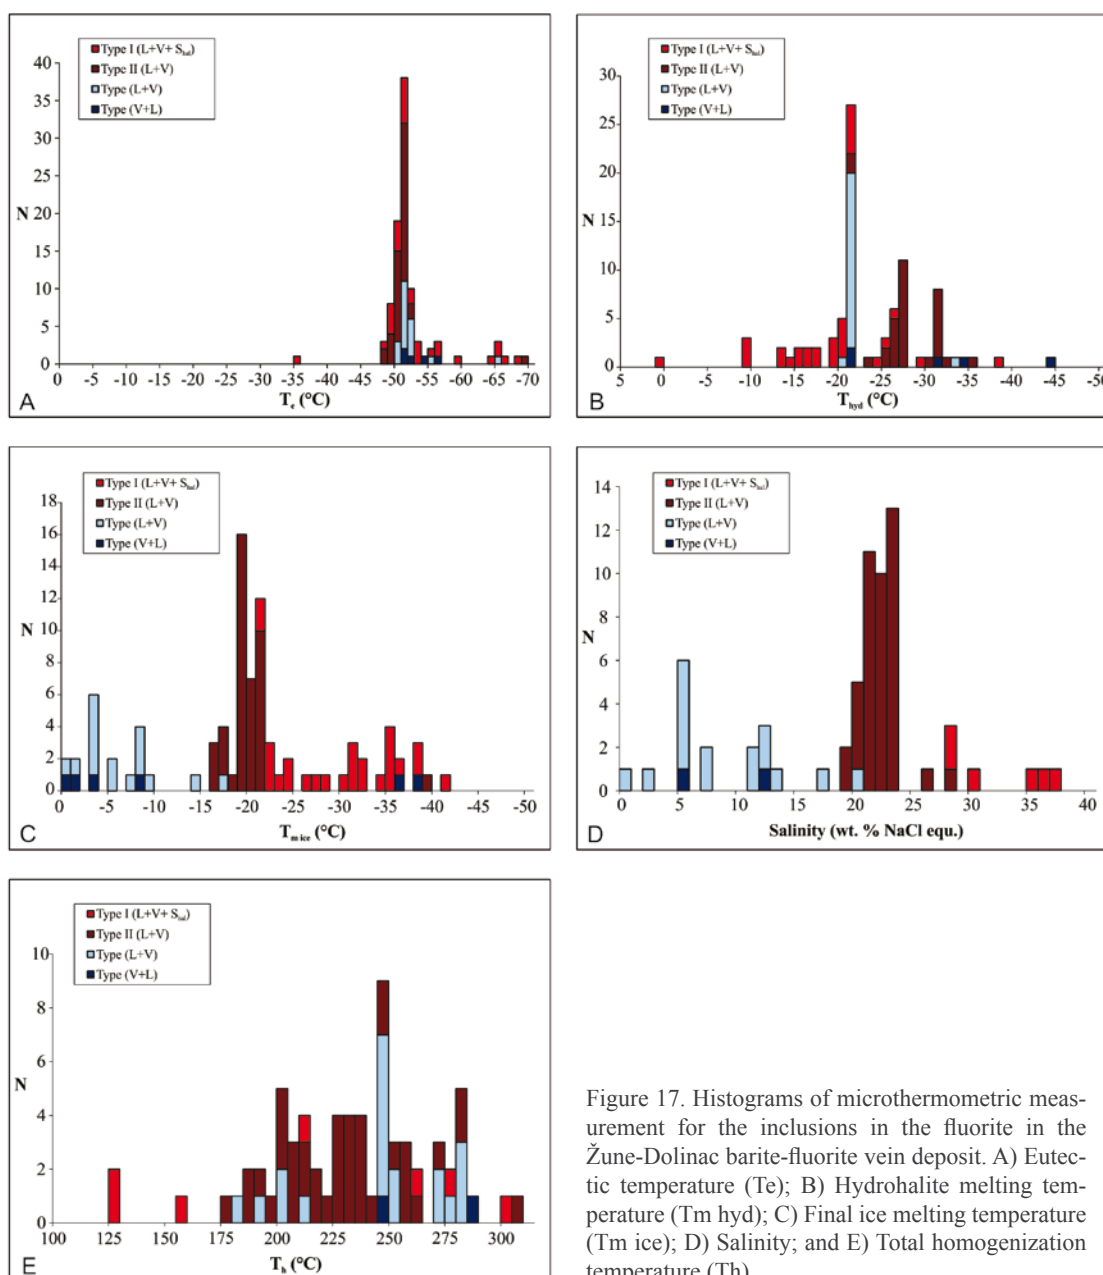 Type I (L+V+ Shal)
Type II (L+V)
Type (L+V)
Type (V+L)
40
35
30
25
20
15
10
5
0
N
0 -5 -10 -15 -20 -25 -30 -35 -40 -45 -50 -55 -60 -65 -70
A
Te (°C)
Type I (L+V+ Shal)
Type II (L+V)
Type (L+V)
Type (V+L)
30
25
20
15
10
5
0
N
5 0 -5 -10 -15 -20 -25 -30 -35 -40 -45 -50
B
Thyd (°C)
Type I (L+V+ Shal)
Type II (L+V)
Type (L+V)
Type (V+L)
18
16
14
12
10
8
6
4
2
0
N
0 -5 -10 -15 -20 -25 -30 -35 -40 -45 -50
C
Tm ice (°C)
Type I (L+V+ Shal)
Type II (L+V)
Type (L+V)
Type (V+L)
14
12
10
8
6
4
2
0
N
0 5 10 15 20 25 30 35 40
D
Salinity (wt. % NaCl equ.)
Type I (L+V+ Shal)
Type II (L+V)
Type (L+V)
Type (V+L)
10
8
6
4
2
0
N
100 125 150 175 200 225 250 275 300
E
Th (°C)
Figure 17. Histograms of microthermometric meas-
urement for the inclusions in the fluorite in the
Žune-Dolinac barite-fluorite vein deposit. A) Eutec-
tic temperature (Te); B) Hydrohalite melting tem-
perature (Tm hyd); C) Final ice melting temperature
(Tm ice); D) Salinity; and E) Total homogenization
temperature (Th)